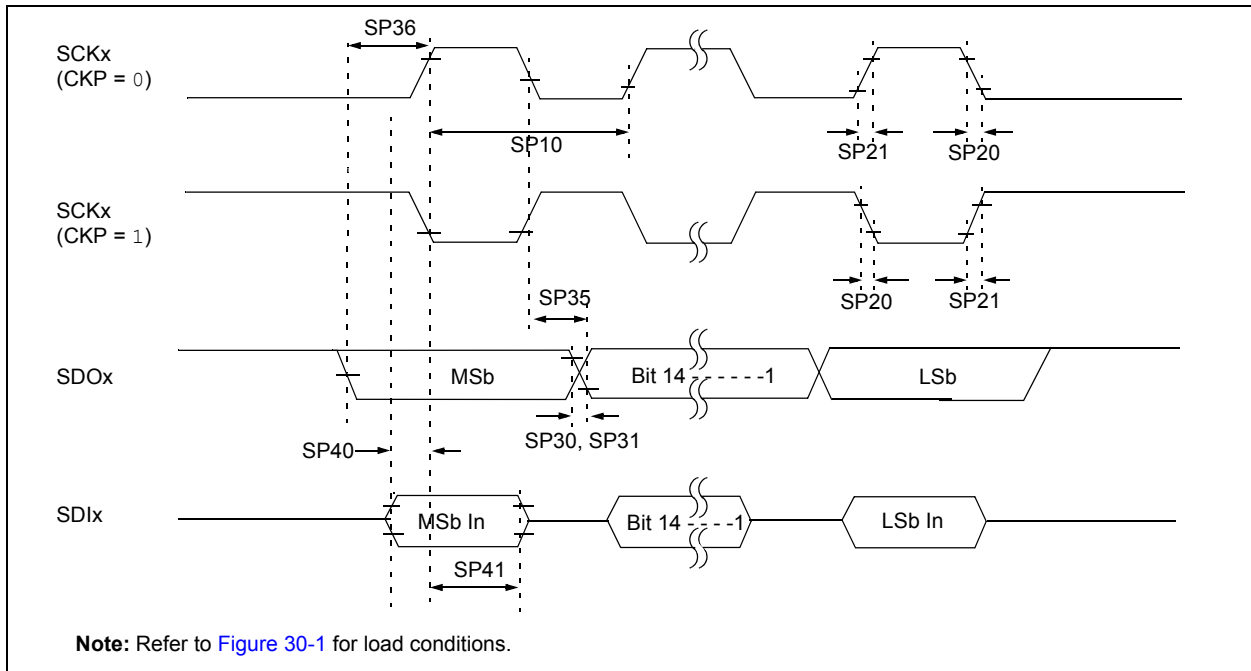 SP36
SCKx
(CKP = 0)
SP10
SP21
SP20
SCKx
(CKP = 1)
SP35
SP20
SP21
SDOx
MSb
Bit 14 - - - - - -1
LSb
SP40
SP30, SP31
SDIx
MSb In
Bit 14 - - - - -1
LSb In
SP41
Note: Refer to Figure 30-1 for load conditions.